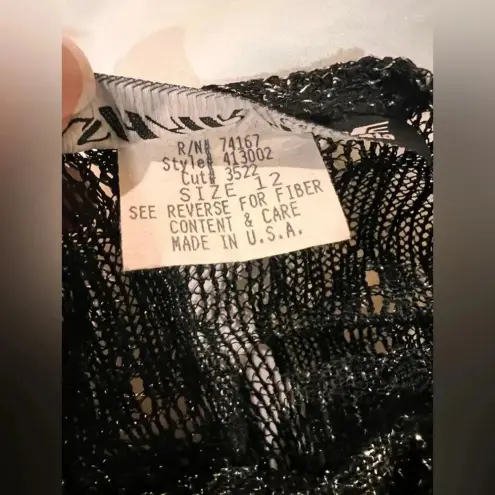 R/N# 74167
Style# 413002
Cut# 3522
SIZE 12
SEE REVERSE FOR FIBER
CONTENT & CARE
MADE IN U.S.A.